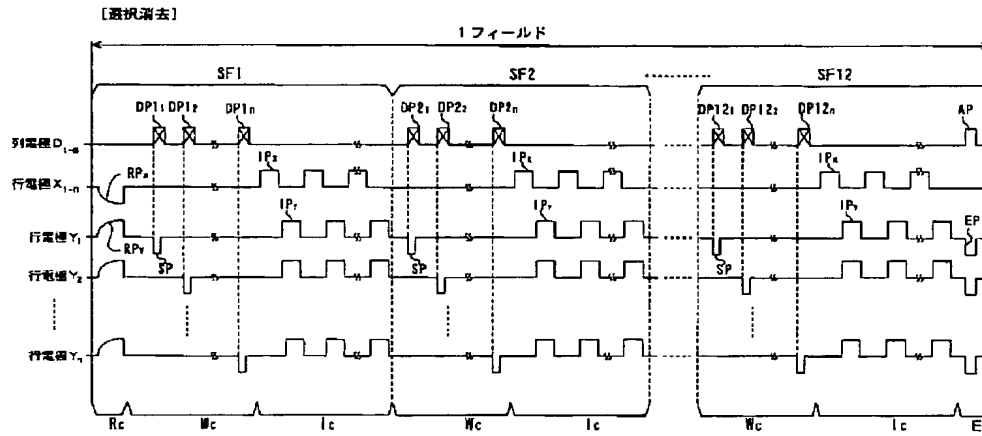 ［選択消去］
1フィールド
SF1 SF2 SF12
DP1₁ DP1₂ DP1ₙ DP2₁ DP2₂ DP2ₙ DP12₁ DP12₂ DP12ₙ AP
列電極D₁₋ₘ
RPₓ IPₓ IPₓ IPₓ
行電極X₁₋ₙ
IPᵧ IPᵧ IPᵧ EP
行電極Y₁
RPᵧ SP SP SP
行電極Y₂
行電極Yₙ
Rc Wc Ic Wc Ic Wc Ic E